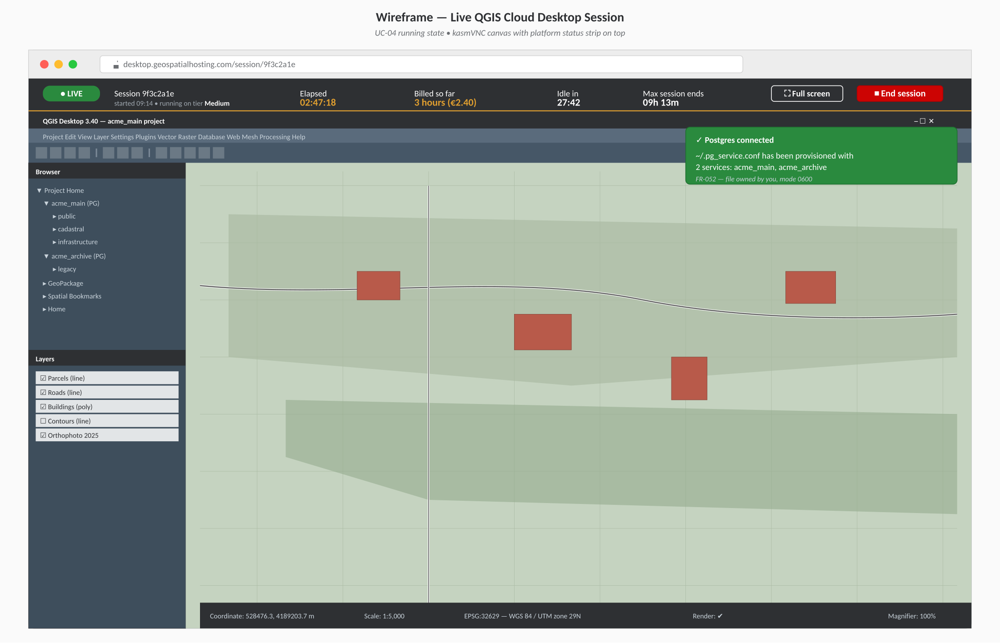 Wireframe — Live QGIS Cloud Desktop Session
UC-04 running state • kasmVNC canvas with platform status strip on top
desktop.geospatialhosting.com/session/9f3c2a1e
● LIVE
Session 9f3c2a1e
started 09:14 • running on tier Medium
Elapsed
02:47:18
Billed so far
3 hours (€2.40)
Idle in
27:42
Max session ends
09h 13m
⛶ Full screen
■ End session
QGIS Desktop 3.40 — acme_main project
– ☐ ✕
Project Edit View Layer Settings Plugins Vector Raster Database Web Mesh Processing Help
✓ Postgres connected
~/.pg_service.conf has been provisioned with
2 services: acme_main, acme_archive
FR-052 — file owned by you, mode 0600
Browser
▼ Project Home
▼ acme_main (PG)
▸ public
▸ cadastral
▸ infrastructure
▼ acme_archive (PG)
▸ legacy
▸ GeoPackage
▸ Spatial Bookmarks
▸ Home
Layers
☑ Parcels (line)
☑ Roads (line)
☑ Buildings (poly)
☐ Contours (line)
☑ Orthophoto 2025
Coordinate: 528476.3, 4189203.7 m
Scale: 1:5,000
EPSG:32629 — WGS 84 / UTM zone 29N
Render: ✔
Magnifier: 100%